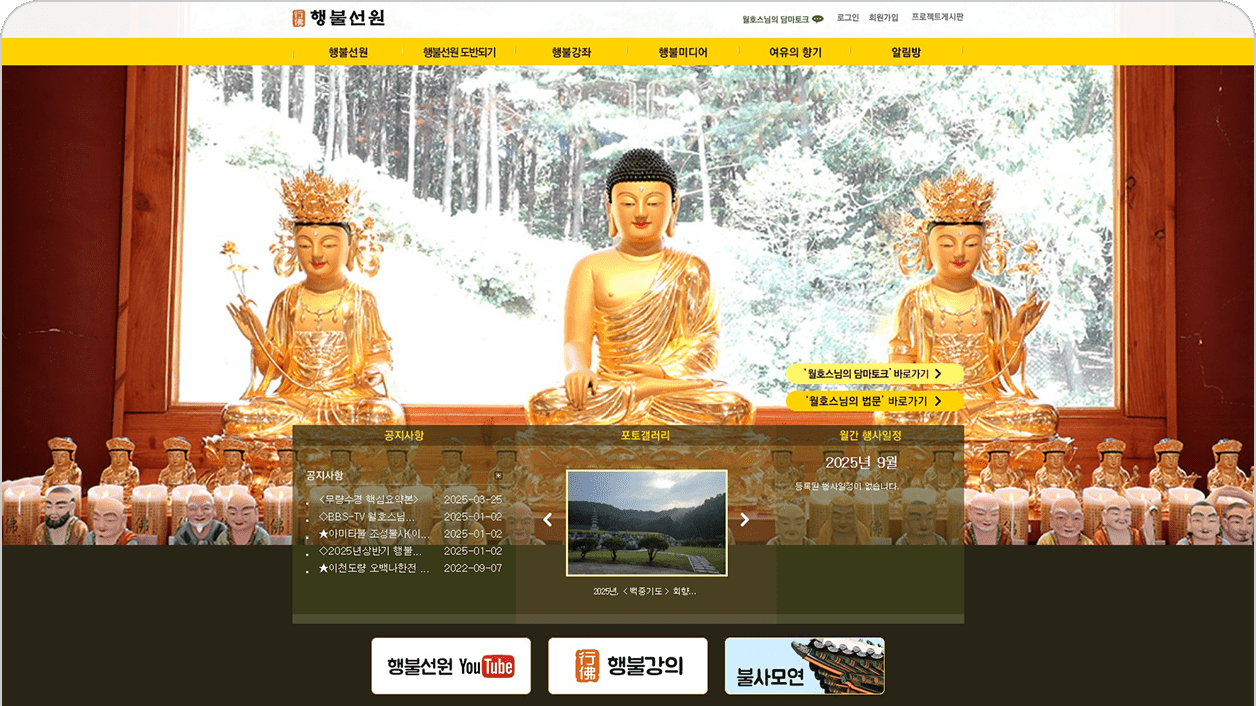 행불선원
월호스님의 담마토크
로그인
회원가입
프로젝트게시판
행불선원
행불선원 도반되기
행불강좌
행불미디어
여유의 향기
알림방
'월호스님의 담마토크' 바로가기
'월호스님의 법문' 바로가기
공지사항
포토갤러리
월간 행사일정
공지사항
<무량수경 핵심요약본> 2025-03-25
◇BBS-TV 월호스님... 2025-01-02
★아미타불 조성불사(이... 2025-01-02
◇2025년상반기 행불... 2025-01-02
★이천도량 오백나한전 ... 2022-09-07
2025년, < 백중기도 > 회향...
2025년 9월
등록된 행사일정이 없습니다.
행불선원 YouTube
行佛 행불강의
불사모연